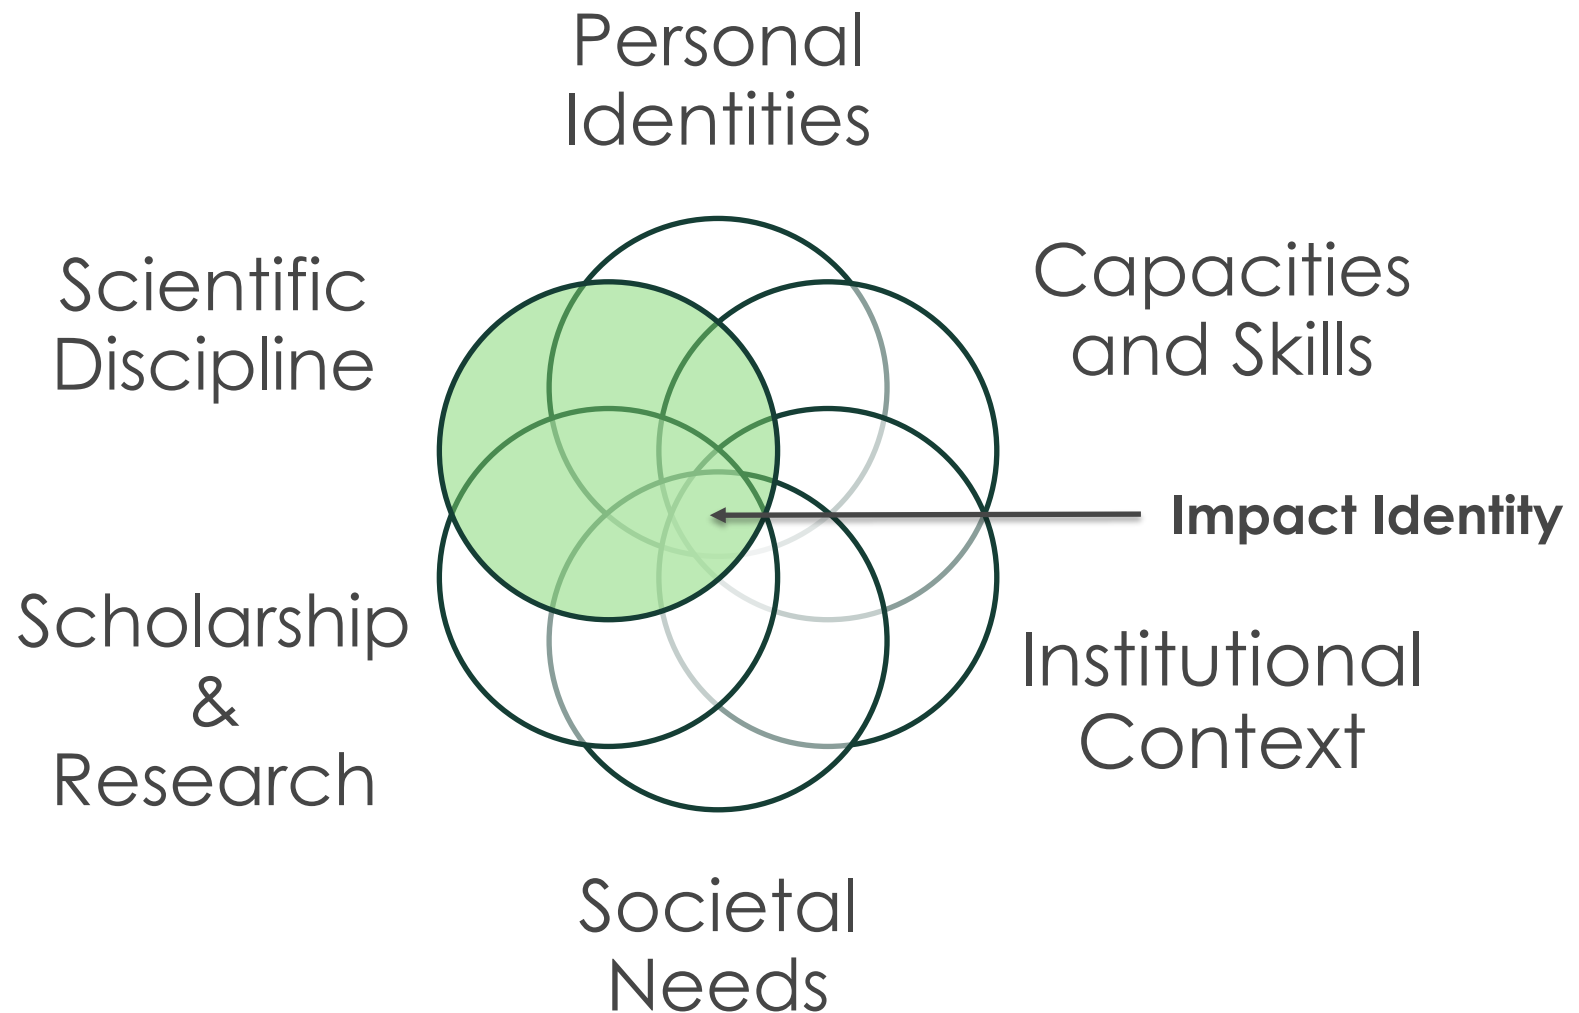 Personal
Identities
Scientific
Discipline
Capacities
and Skills
Impact Identity
Scholarship
&
Research
Institutional
Context
Societal
Needs